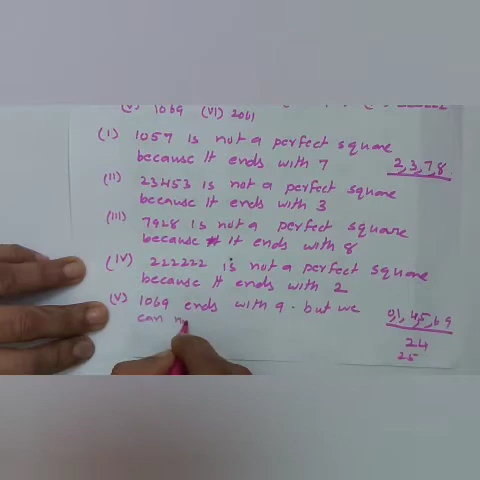 (V) 1069 (VI) 2061
(I) 1057 is not a perfect square
because It ends with 7
2,3,7,8
(II) 23453 is not a perfect square
because It ends with 3
(III) 7928 is not a perfect square
because It ends with 8
(IV) 222222 is not a perfect square
because It ends with 2
(V) 1069 ends with 9. but we
can n
0,1,4,5,6 9
24
25